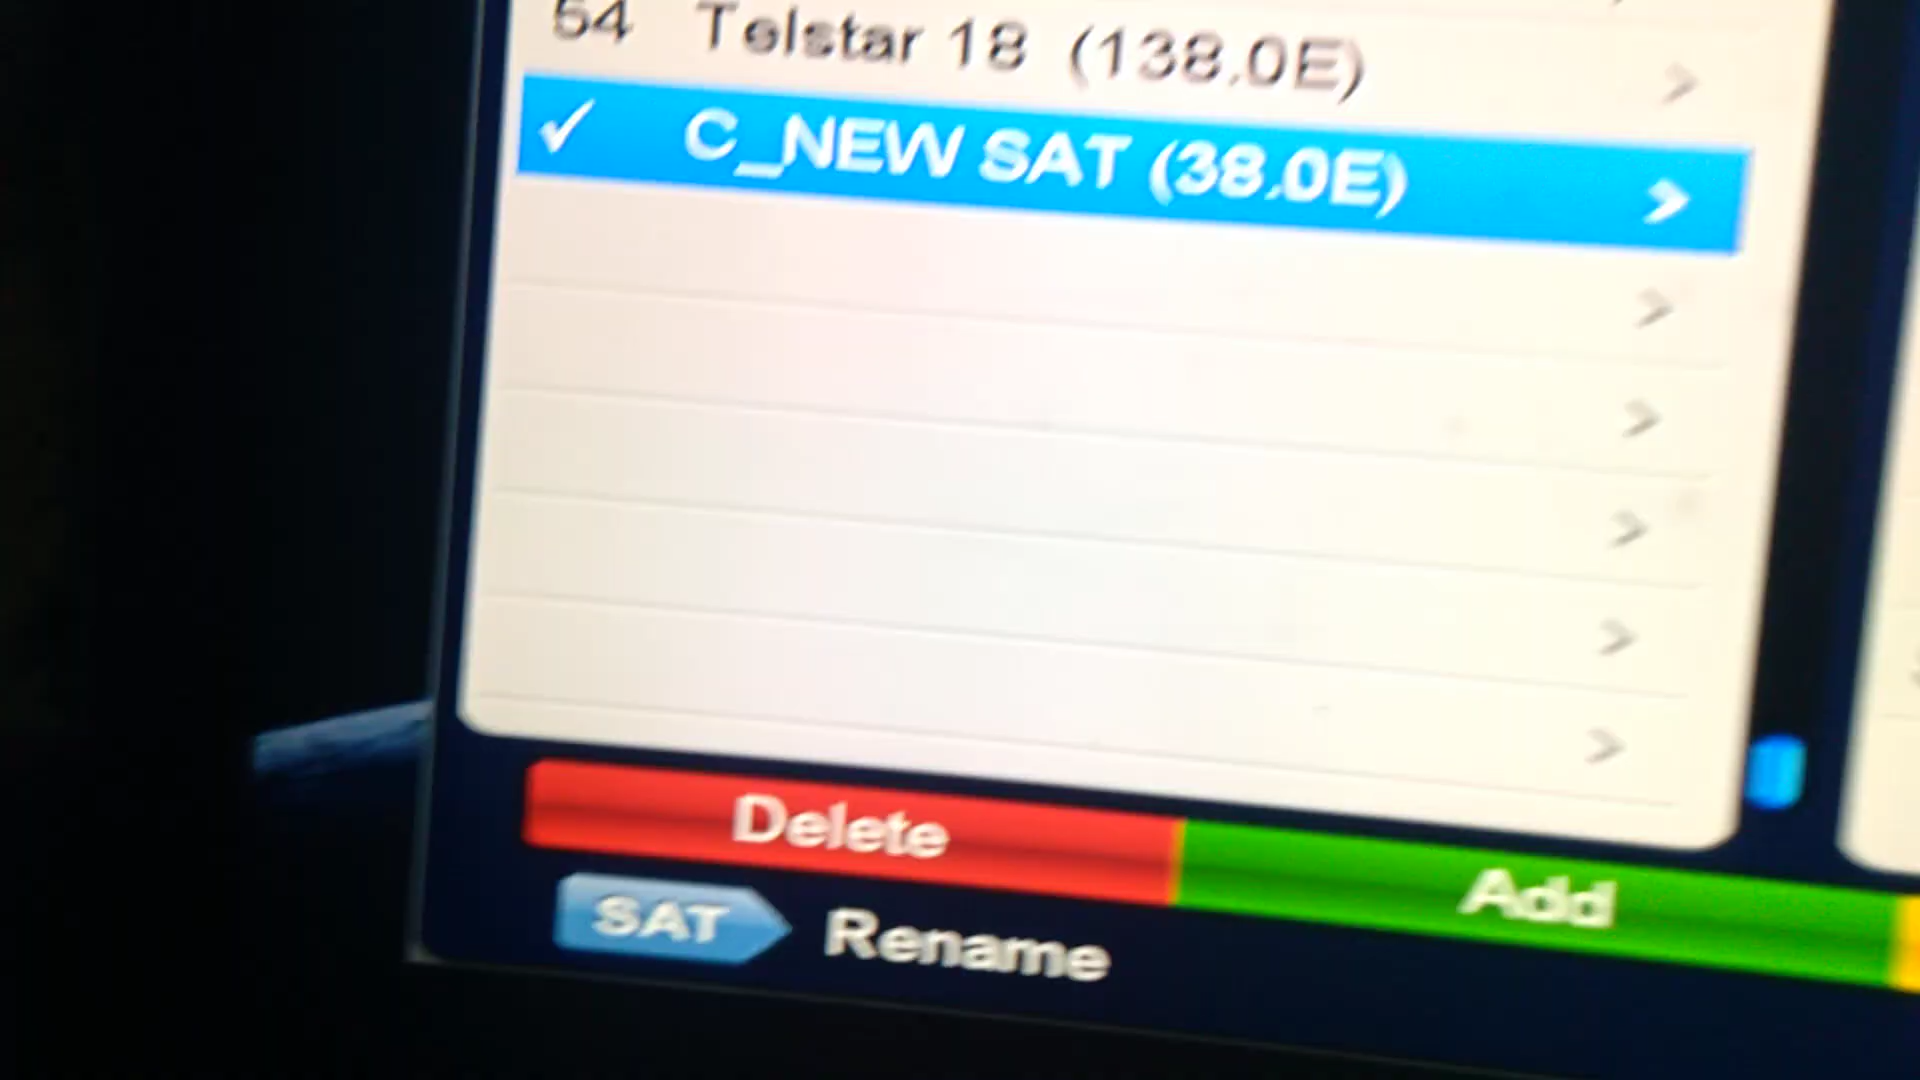 54 Telstar 18 (138.0E)
✓ C_NEW SAT (38.0E)
Delete
Add
SAT Rename